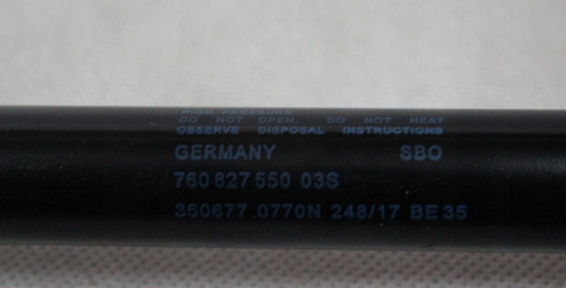 HIGH PRESSURE
DO NOT OPEN. DO NOT HEAT
OBSERVE DISPOSAL INSTRUCTIONS
GERMANY SBO
760 827 550 03S
360677 0770N 248/17 BE35